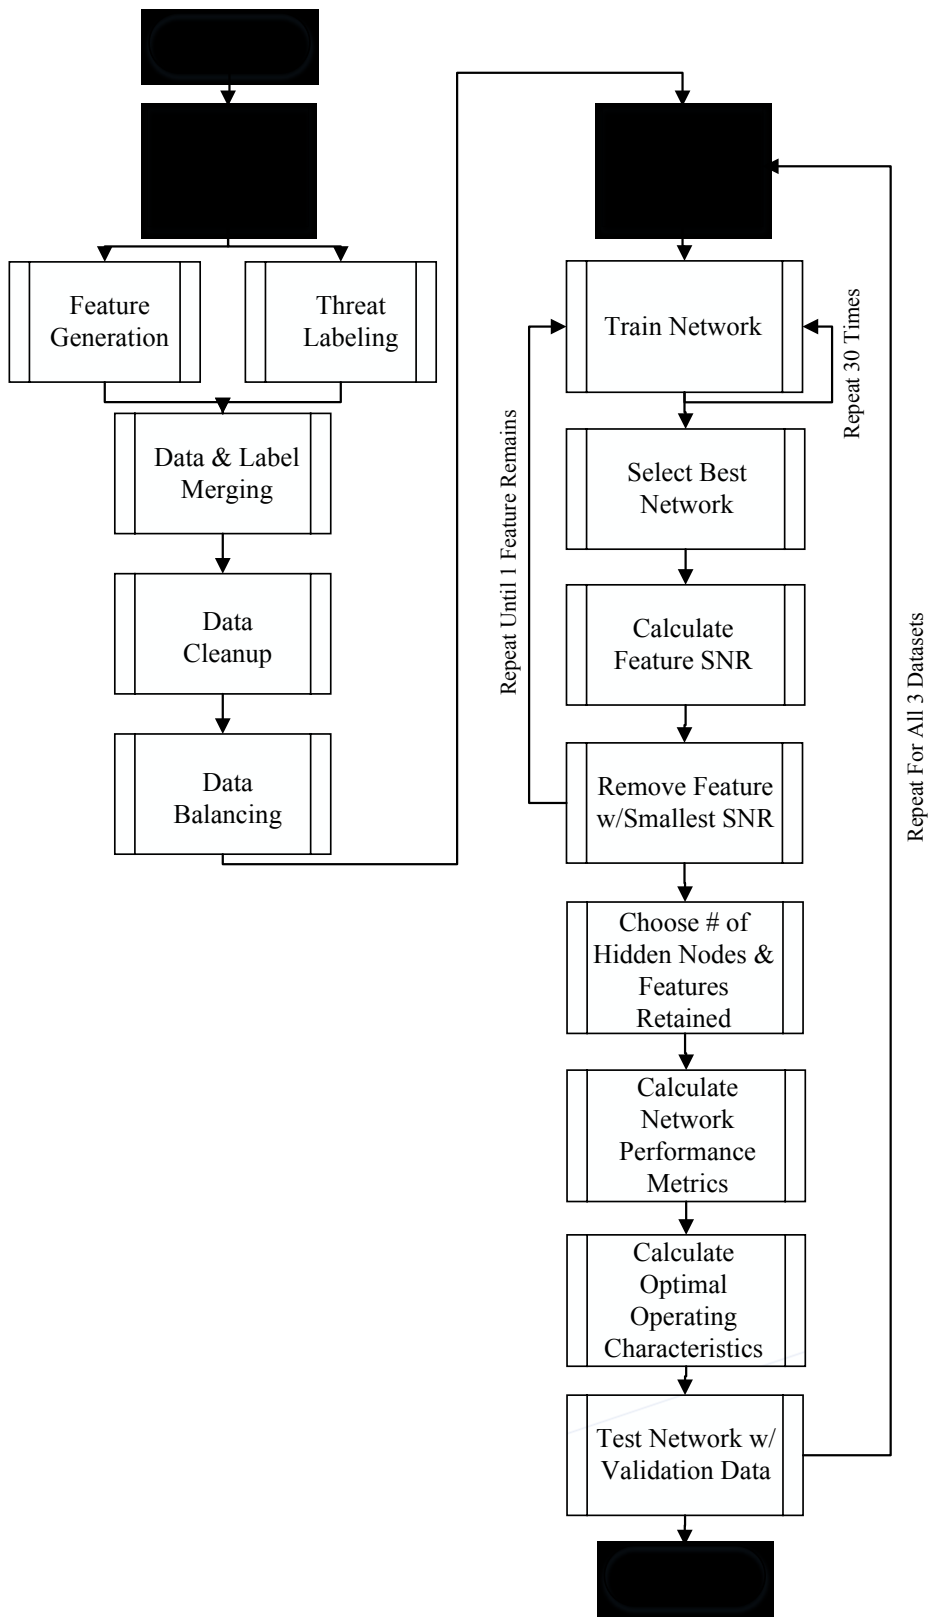 Feature
Generation
Threat
Labeling
Data & Label
Merging
Data
Cleanup
Data
Balancing
Train Network
Repeat 30 Times
Select Best
Network
Repeat Until 1 Feature Remains
Calculate
Feature SNR
Remove Feature
w/Smallest SNR
Repeat For All 3 Datasets
Choose # of
Hidden Nodes &
Features
Retained
Calculate
Network
Performance
Metrics
Calculate
Optimal
Operating
Characteristics
Test Network w/
Validation Data